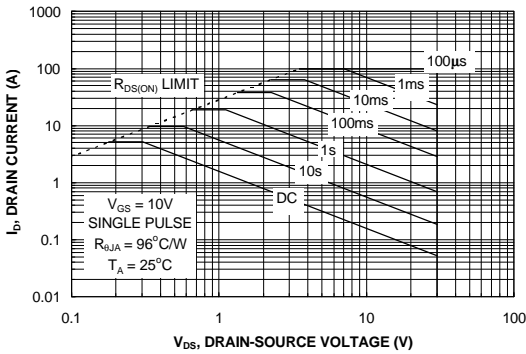 1000
100
10
1
0.1
0.01
0.1
1
10
100
I_D, DRAIN CURRENT (A)
V_DS, DRAIN-SOURCE VOLTAGE (V)
R_DS(ON) LIMIT
100μs
1ms
10ms
100ms
1s
10s
DC
V_GS = 10V
SINGLE PULSE
R_θJA = 96°C/W
T_A = 25°C